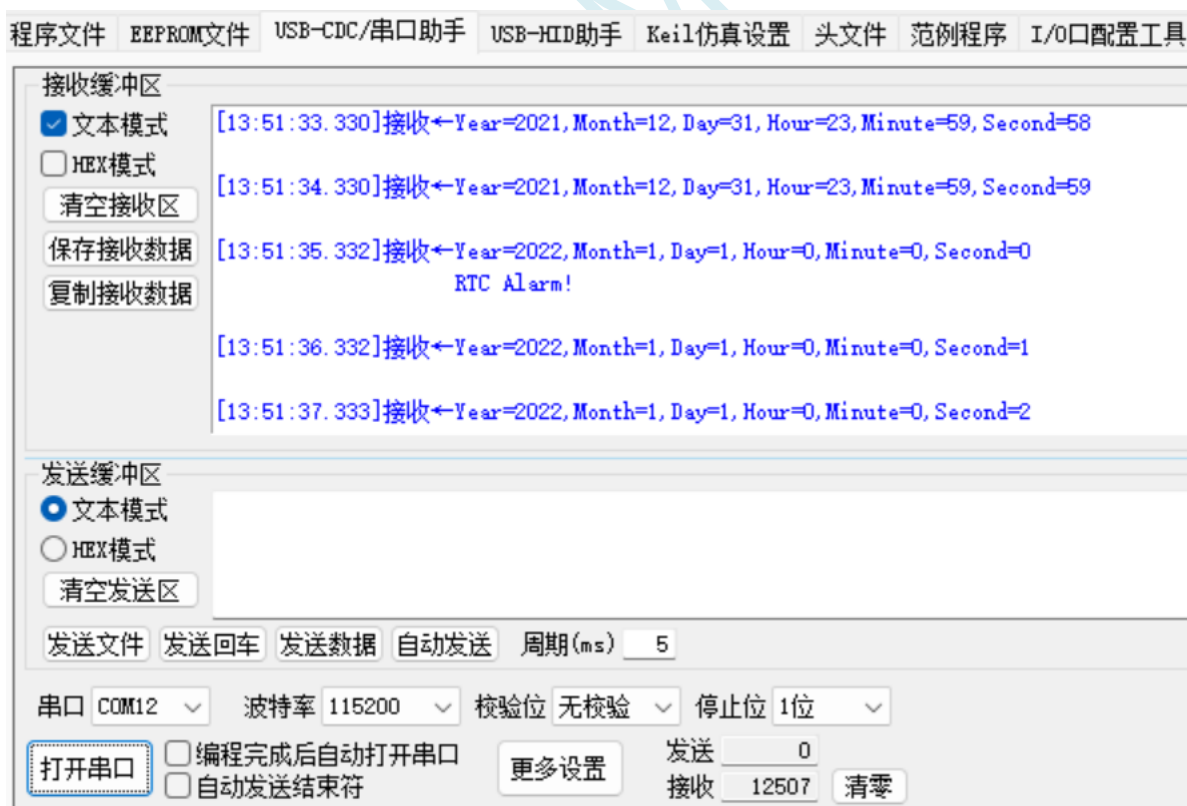 程序文件 EEPROM文件 USB-CDC/串口助手 USB-HID助手 Keil仿真设置 头文件 范例程序 I/O口配置工具
接收缓冲区
文本模式
HEX模式
清空接收区
保存接收数据
复制接收数据
[13:51:33.330]接收←Year=2021,Month=12,Day=31,Hour=23,Minute=59,Second=58
[13:51:34.330]接收←Year=2021,Month=12,Day=31,Hour=23,Minute=59,Second=59
[13:51:35.332]接收←Year=2022,Month=1,Day=1,Hour=0,Minute=0,Second=0
RTC Alarm!
[13:51:36.332]接收←Year=2022,Month=1,Day=1,Hour=0,Minute=0,Second=1
[13:51:37.333]接收←Year=2022,Month=1,Day=1,Hour=0,Minute=0,Second=2
发送缓冲区
文本模式
HEX模式
清空发送区
发送文件 发送回车 发送数据 自动发送 周期(ms) 5
串口 COM12 波特率 115200 校验位 无校验 停止位 1位
打开串口
编程完成后自动打开串口
自动发送结束符
更多设置
发送 0
接收 12507 清零